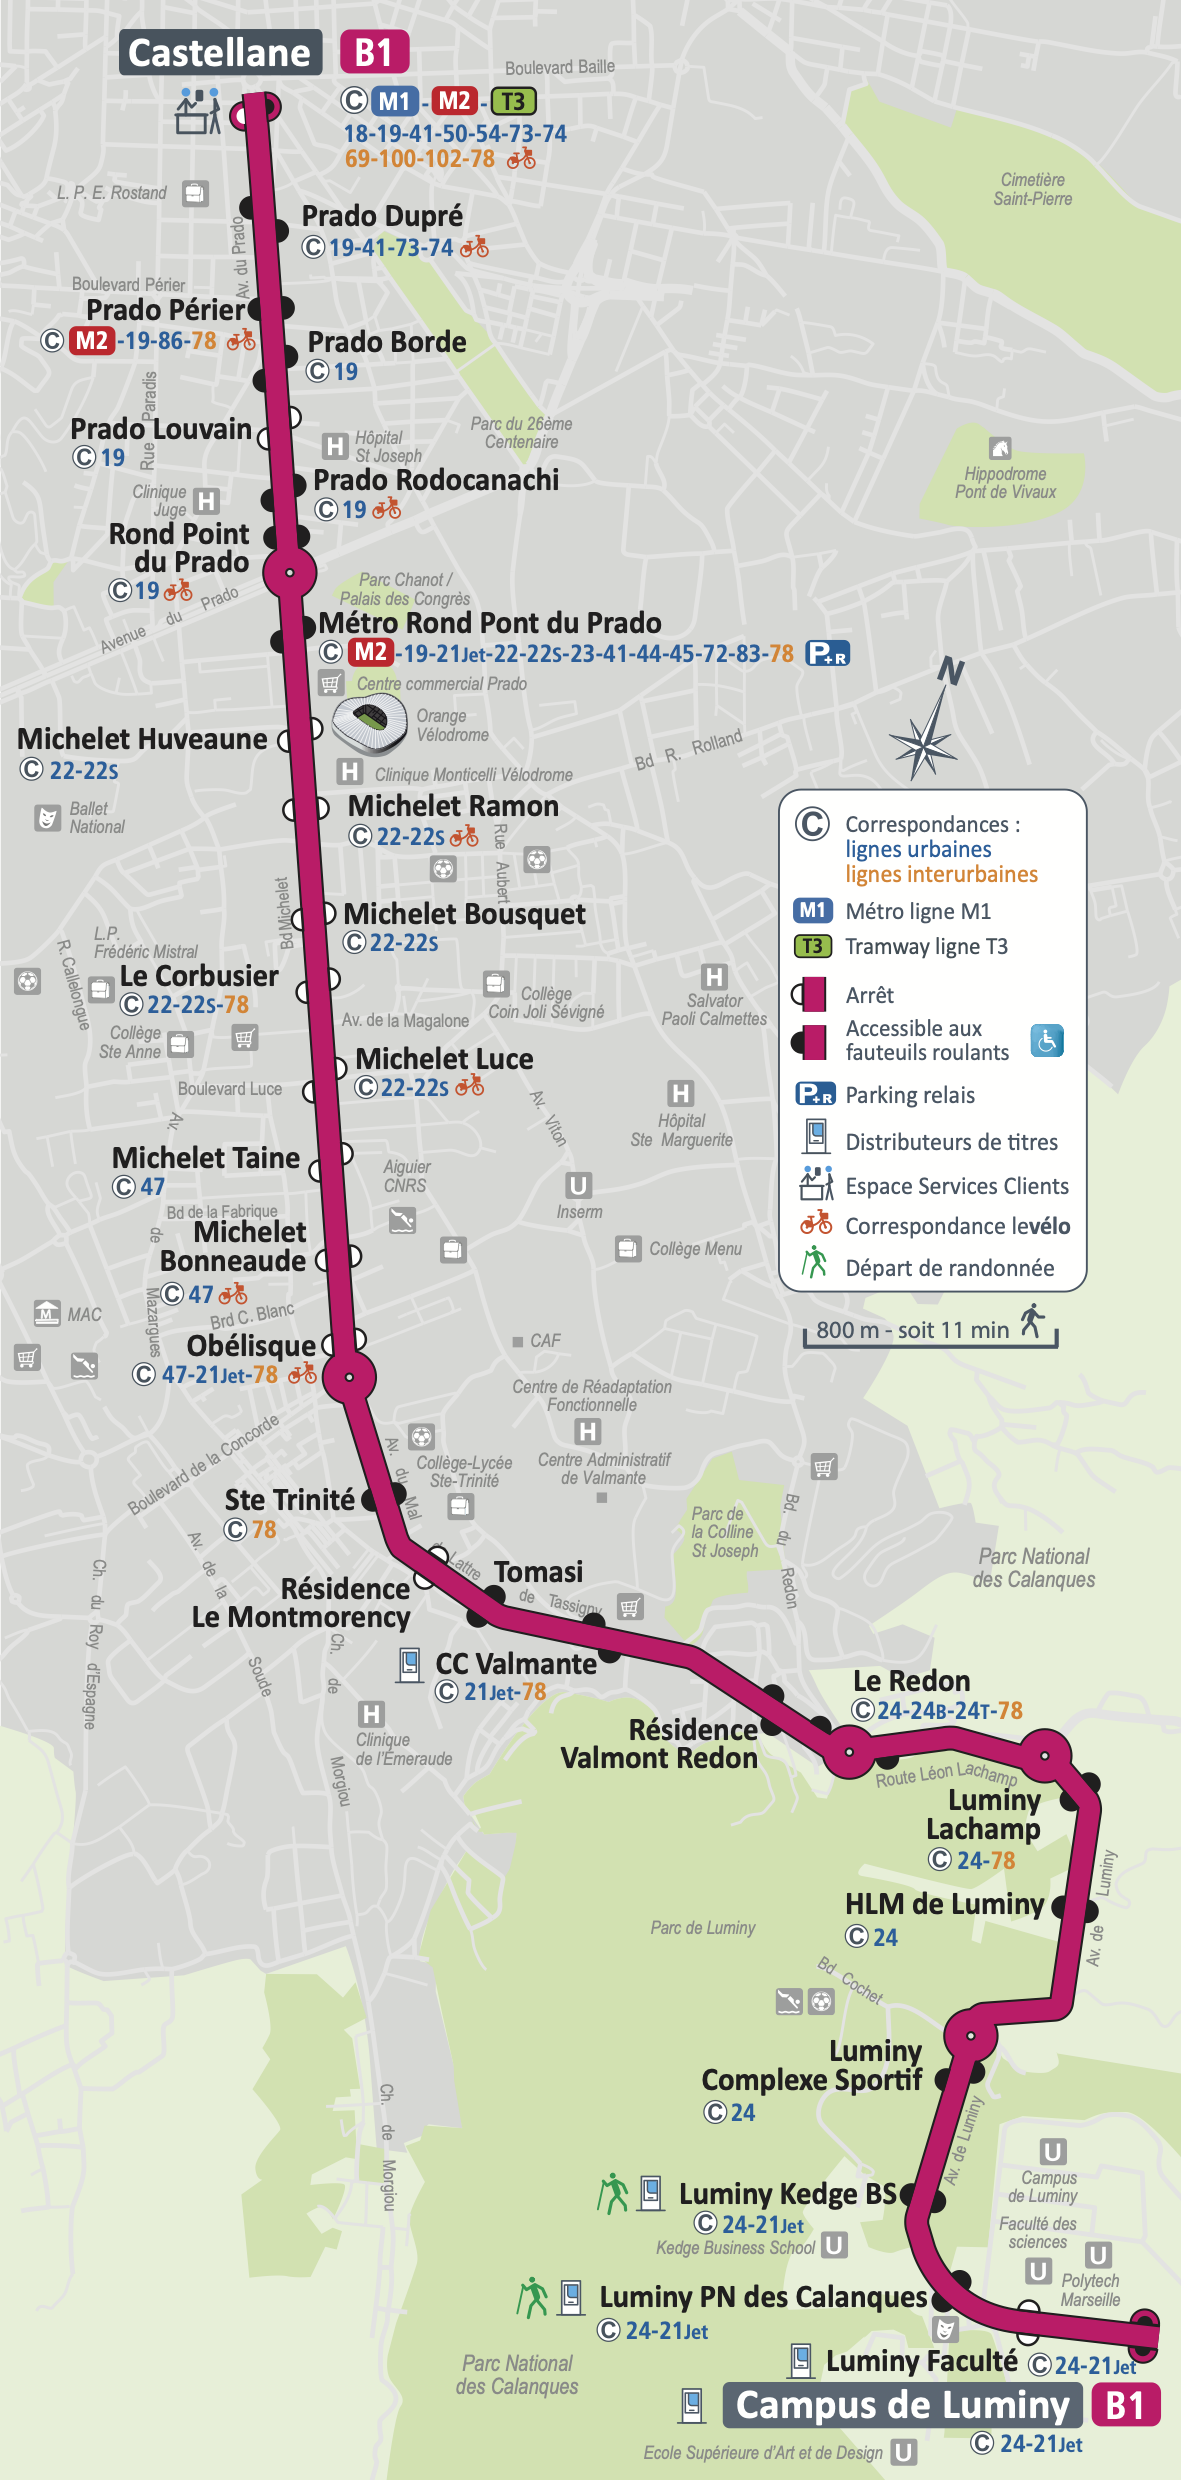 Castellane B1
Boulevard Baille
C M1 - M2 - T3
18-19-41-50-54-73-74
69-100-102-78
Cimetière
Saint-Pierre
L. P. E. Rostand
Av. du Prado
Prado Dupré
C 19-41-73-74
Boulevard Périer
Prado Périer
C M2 -19-86-78
Prado Borde
C 19
Rue Paradis
Prado Louvain
C 19
H Hôpital
St Joseph
Parc du 26ème
Centenaire
Hippodrome
Pont de Vivaux
Clinique
Juge H
Prado Rodocanachi
C 19
Rond Point
du Prado
C 19
Avenue du Prado
Parc Chanot /
Palais des Congrès
Métro Rond Pont du Prado
C M2 -19-21Jet-22-22S-23-41-44-45-72-83-78 P+R
Centre commercial Prado
Orange
Vélodrome
N
Michelet Huveaune
C 22-22S
Bd R. Rolland
H Clinique Monticelli Vélodrome
Ballet
National
Michelet Ramon
C 22-22S
Rue Aubert
Bd Michelet
Michelet Bousquet
C 22-22S
L.P.
Frédéric Mistral
R. Callelongue
Le Corbusier
C 22-22S-78
Collège
Coin Joli Sévigné
H
Salvator
Paoli Calmettes
Collège
Ste Anne
Av. de la Magalone
Michelet Luce
C 22-22S
Boulevard Luce
Av. Viton
H
Hôpital
Ste Marguerite
C Correspondances :
lignes urbaines
lignes interurbaines
M1 Métro ligne M1
T3 Tramway ligne T3
Arrêt
Accessible aux
fauteuils roulants
P+R Parking relais
Distributeurs de titres
Espace Services Clients
Correspondance levélo
Départ de randonnée
800 m - soit 11 min
Av.
de
Mazargues
Michelet Taine
C 47
Aiguier
CNRS
U
Inserm
Bd de la Fabrique
Michelet
Bonneaude
C 47
Collège Menu
M MAC
Brd C. Blanc
Obélisque
C 47-21Jet-78
CAF
Centre de Réadaptation
Fonctionnelle
H
Centre Administratif
de Valmante
Boulevard de la Concorde
Av. du Mal
de Lattre
de Tassigny
Collège-Lycée
Ste-Trinité
Ste Trinité
C 78
Parc de
la Colline
St Joseph
Bd. du Redon
Parc National
des Calanques
Av. de la
Soude
Ch. du Roy d'Espagne
Résidence
Le Montmorency
Tomasi
Ch. de
Morgiou
CC Valmante
C 21Jet-78
H
Clinique
de l'Émeraude
Le Redon
C 24-24B-24T-78
Résidence
Valmont Redon
Route Léon Lachamp
Luminy
Lachamp
C 24-78
Av. de Luminy
HLM de Luminy
C 24
Parc de Luminy
Bd Cochet
Luminy
Complexe Sportif
C 24
Ch. de Morgiou
Av. de Luminy
U
Campus
de Luminy
Luminy Kedge BS
C 24-21Jet
Kedge Business School U
Faculté des
sciences
U
U
Polytech
Marseille
Luminy PN des Calanques
C 24-21Jet
Luminy Faculté C 24-21Jet
Parc National
des Calanques
Campus de Luminy B1
C 24-21Jet
Ecole Supérieure d'Art et de Design U